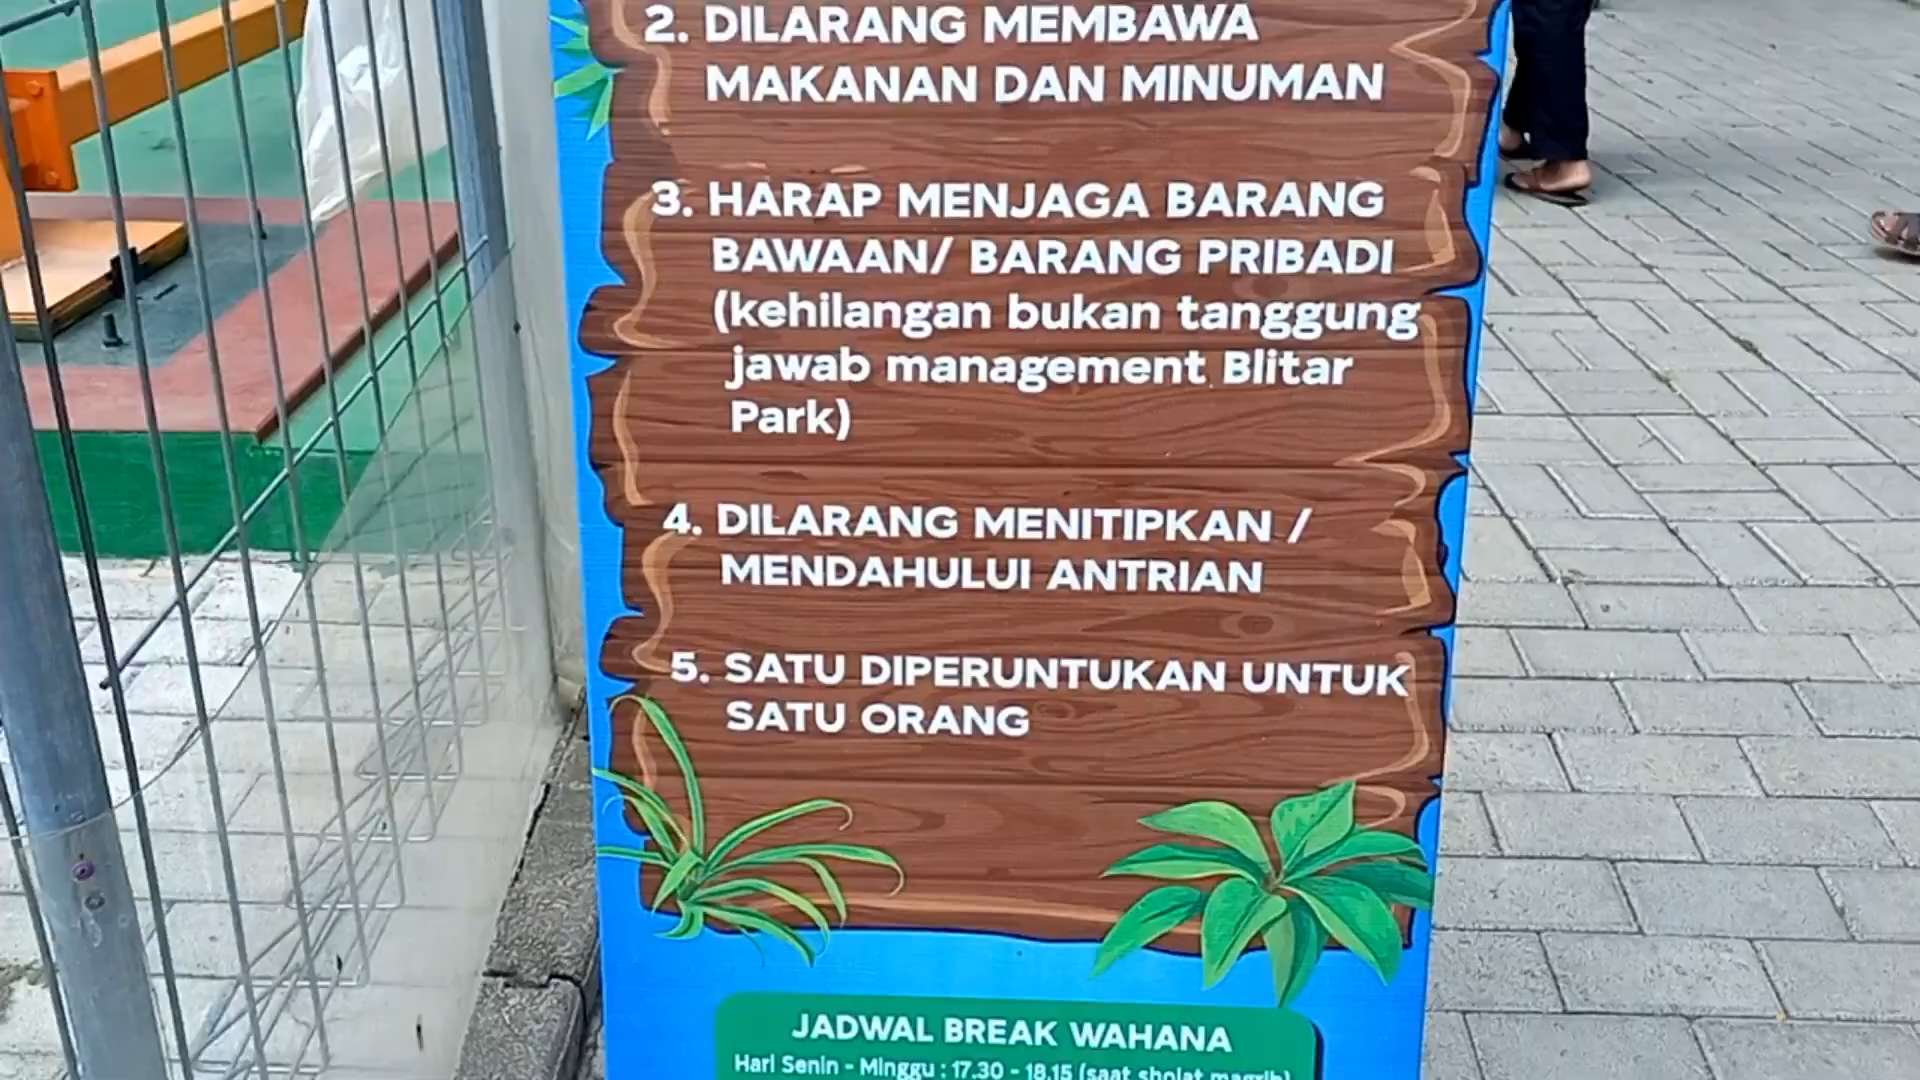 2. DILARANG MEMBAWA
MAKANAN DAN MINUMAN
3. HARAP MENJAGA BARANG
BAWAAN/ BARANG PRIBADI
(kehilangan bukan tanggung
jawab management Blitar
Park)
4. DILARANG MENITIPKAN /
MENDAHULUI ANTRIAN
5. SATU DIPERUNTUKAN UNTUK
SATU ORANG
JADWAL BREAK WAHANA
Hari Senin - Minggu : 17.30 - 18.15 (saat sholat magrib)